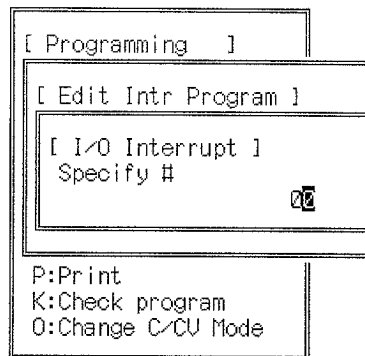 [ Programming ]
[ Edit Intr Program ]
[ I/O Interrupt ]
Specify #
00
P:Print
K:Check program
O:Change C/CV Mode